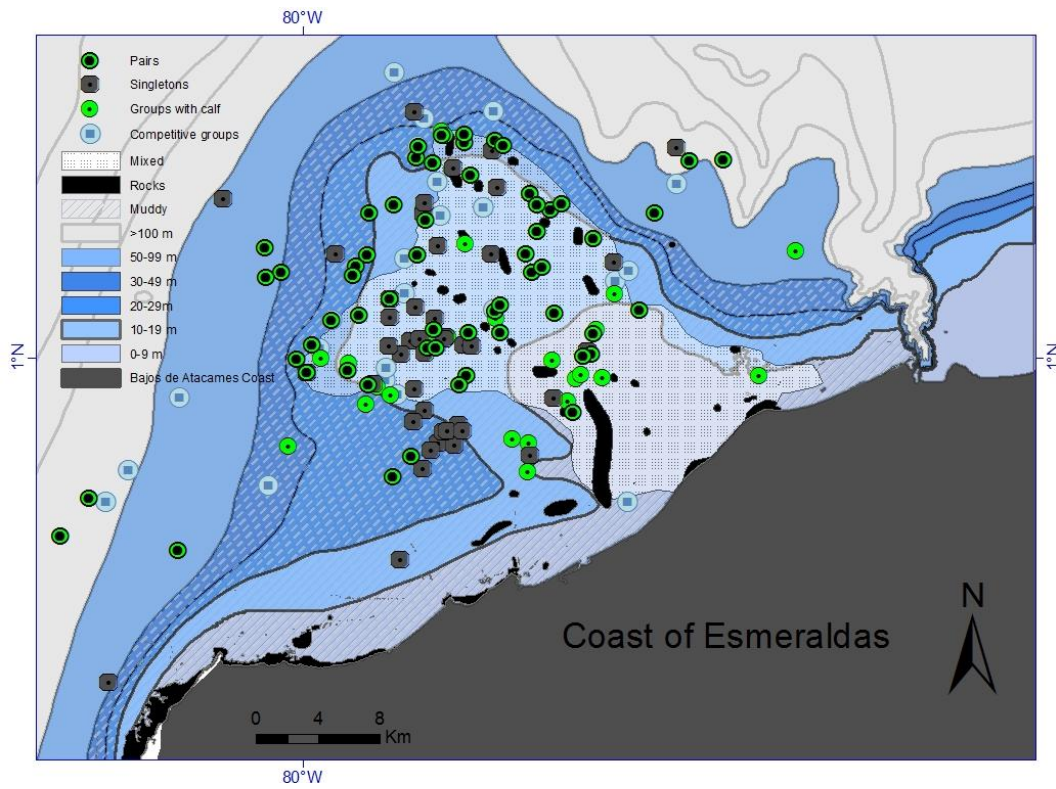 80°W
Pairs
Singletons
Groups with calf
Competitive groups
Mixed
Rocks
Muddy
>100 m
50-99 m
30-49 m
20-29 m
10-19 m
0-9 m
Bajos de Atacames Coast
1°N
1°N
Coast of Esmeraldas
N
0 4 8
Km
80°W